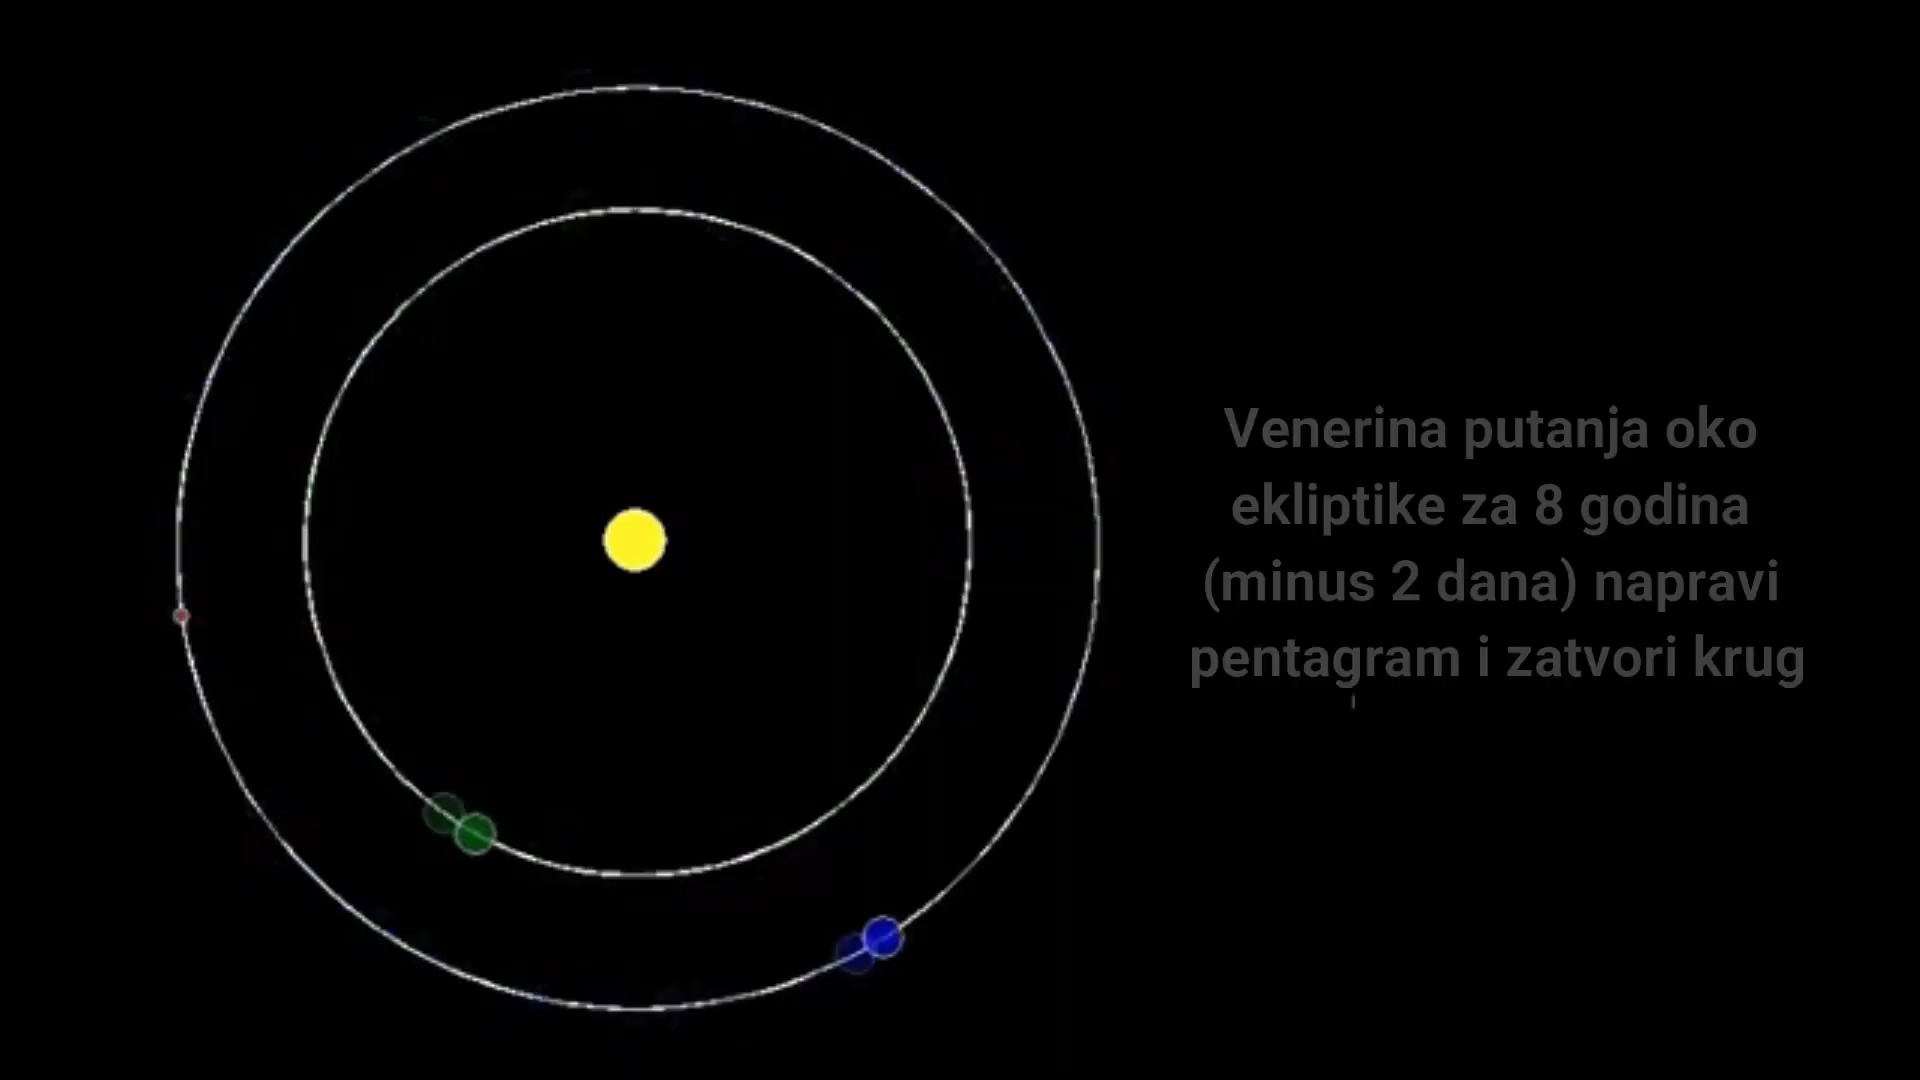 Venerina putanja oko
ekliptike za 8 godina
(minus 2 dana) napravi
pentagram i zatvori krug